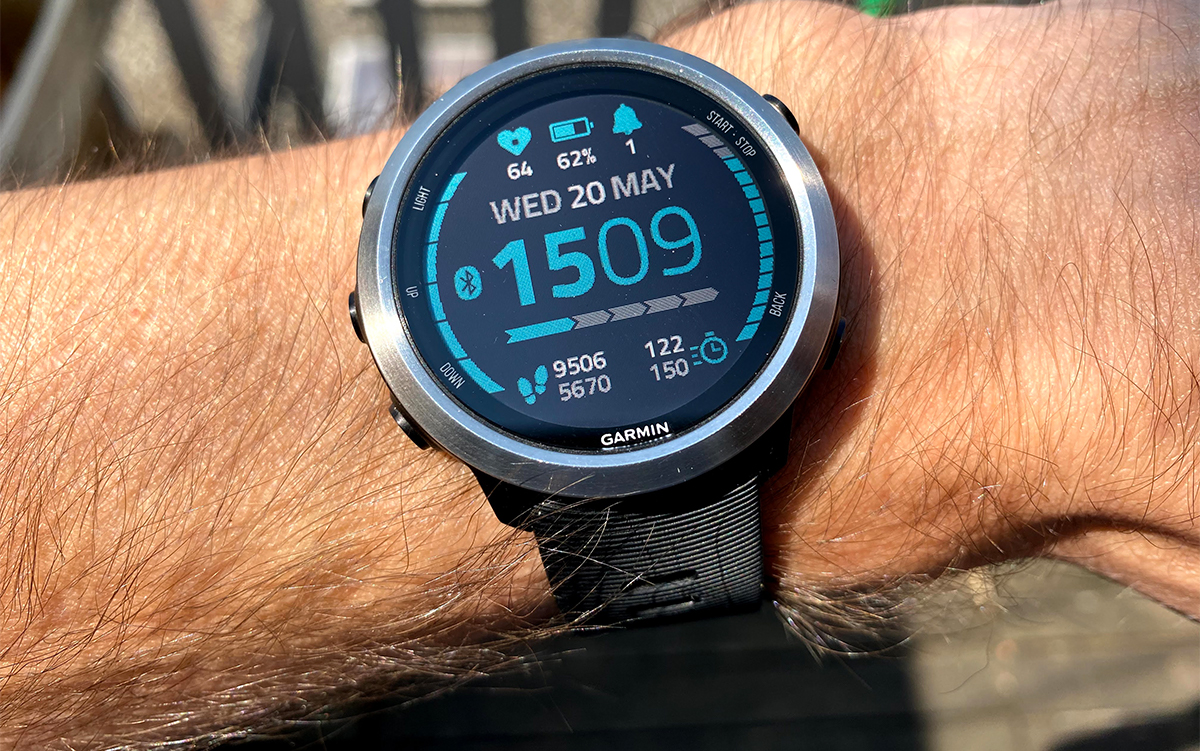 START - STOP
LIGHT
UP
DOWN
BACK
64
62%
1
WED 20 MAY
1509
9506
5670
122
150
GARMIN